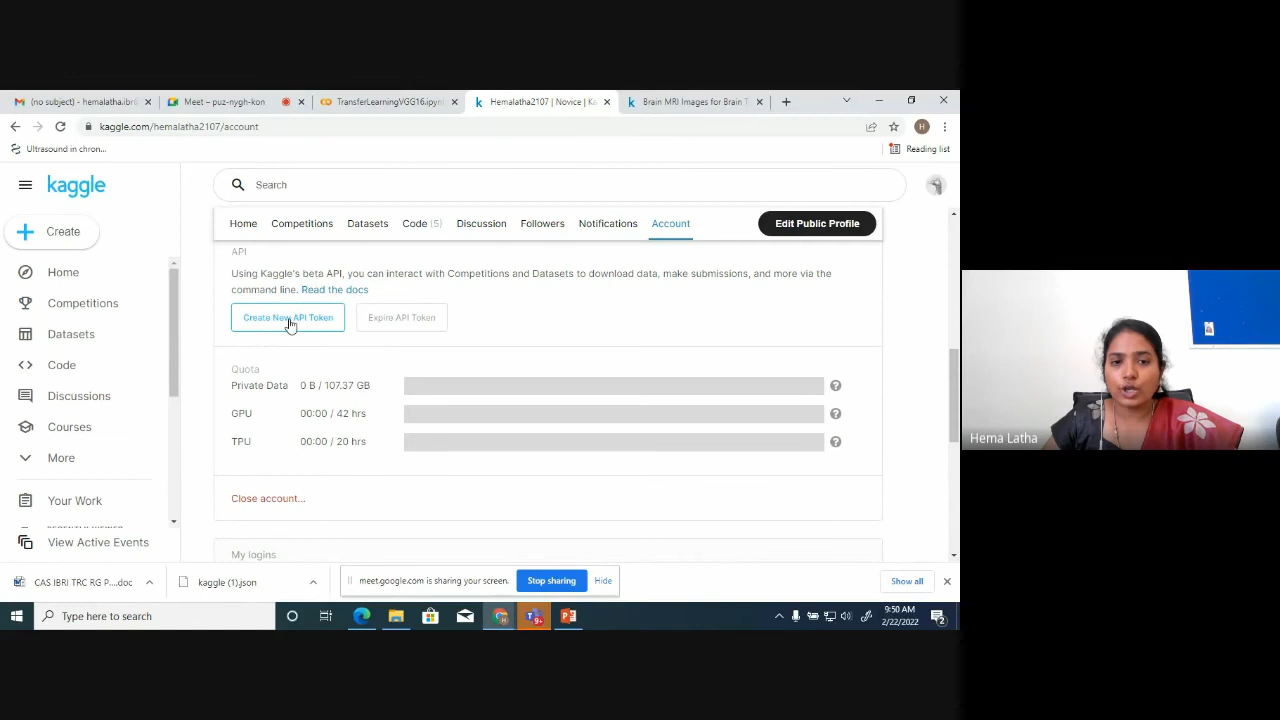 (no subject) - hemalatha.ibr
Meet – puz-nygh-kon
TransferLearningVGG16.ipyn
Hemalatha2107 | Novice | Ka
Brain MRI Images for Brain T
kaggle.com/hemalatha2107/account
H
Ultrasound in chron...
Reading list
kaggle
Search
Create
Home
Competitions
Datasets
Code (5)
Discussion
Followers
Notifications
Account
Edit Public Profile
Home
Competitions
Datasets
Code
Discussions
Courses
More
Your Work
RECENTLY VIEWED
View Active Events
API
Using Kaggle's beta API, you can interact with Competitions and Datasets to download data, make submissions, and more via the
command line. Read the docs
Create New API Token
Expire API Token
Quota
Private Data 0 B / 107.37 GB
GPU 00:00 / 42 hrs
TPU 00:00 / 20 hrs
Close account...
My logins
Hema Latha
CAS IBRI TRC RG P....doc
kaggle (1).json
meet.google.com is sharing your screen.
Stop sharing
Hide
Show all
Type here to search
9+
9:50 AM
2/22/2022
2